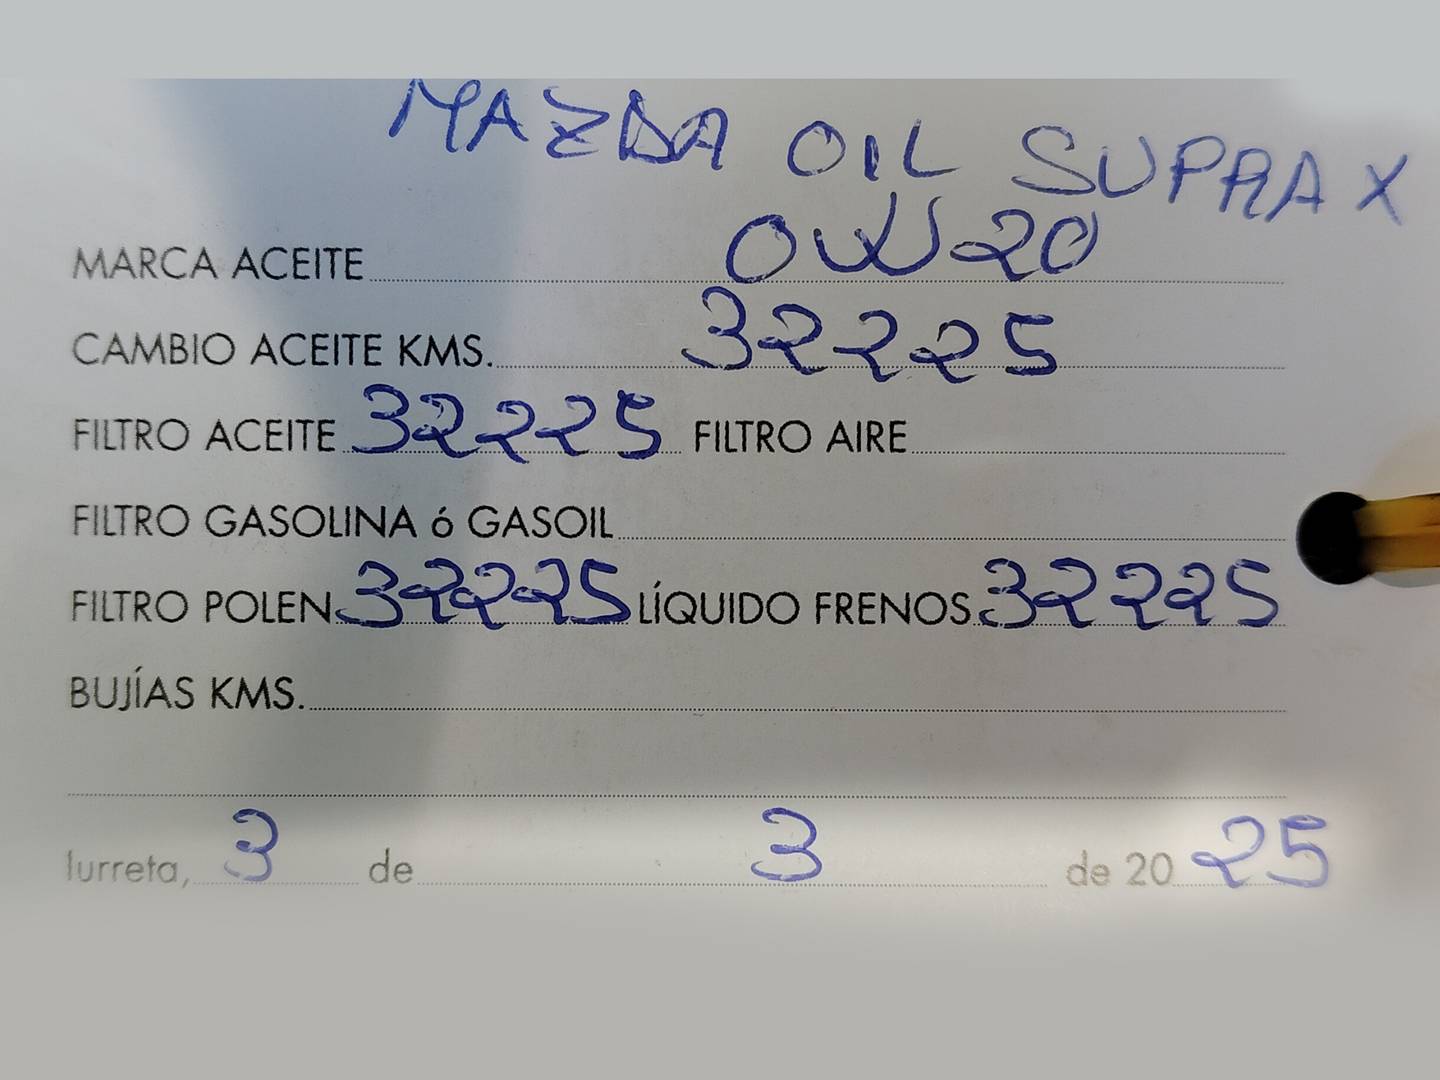 MAZDA OIL SUPRA X
MARCA ACEITE 0W20
CAMBIO ACEITE KMS. 32225
FILTRO ACEITE 32225 FILTRO AIRE
FILTRO GASOLINA ó GASOIL
FILTRO POLEN 32225 LÍQUIDO FRENOS 32225
BUJÍAS KMS.
Iurreta, 3 de 3 de 2025